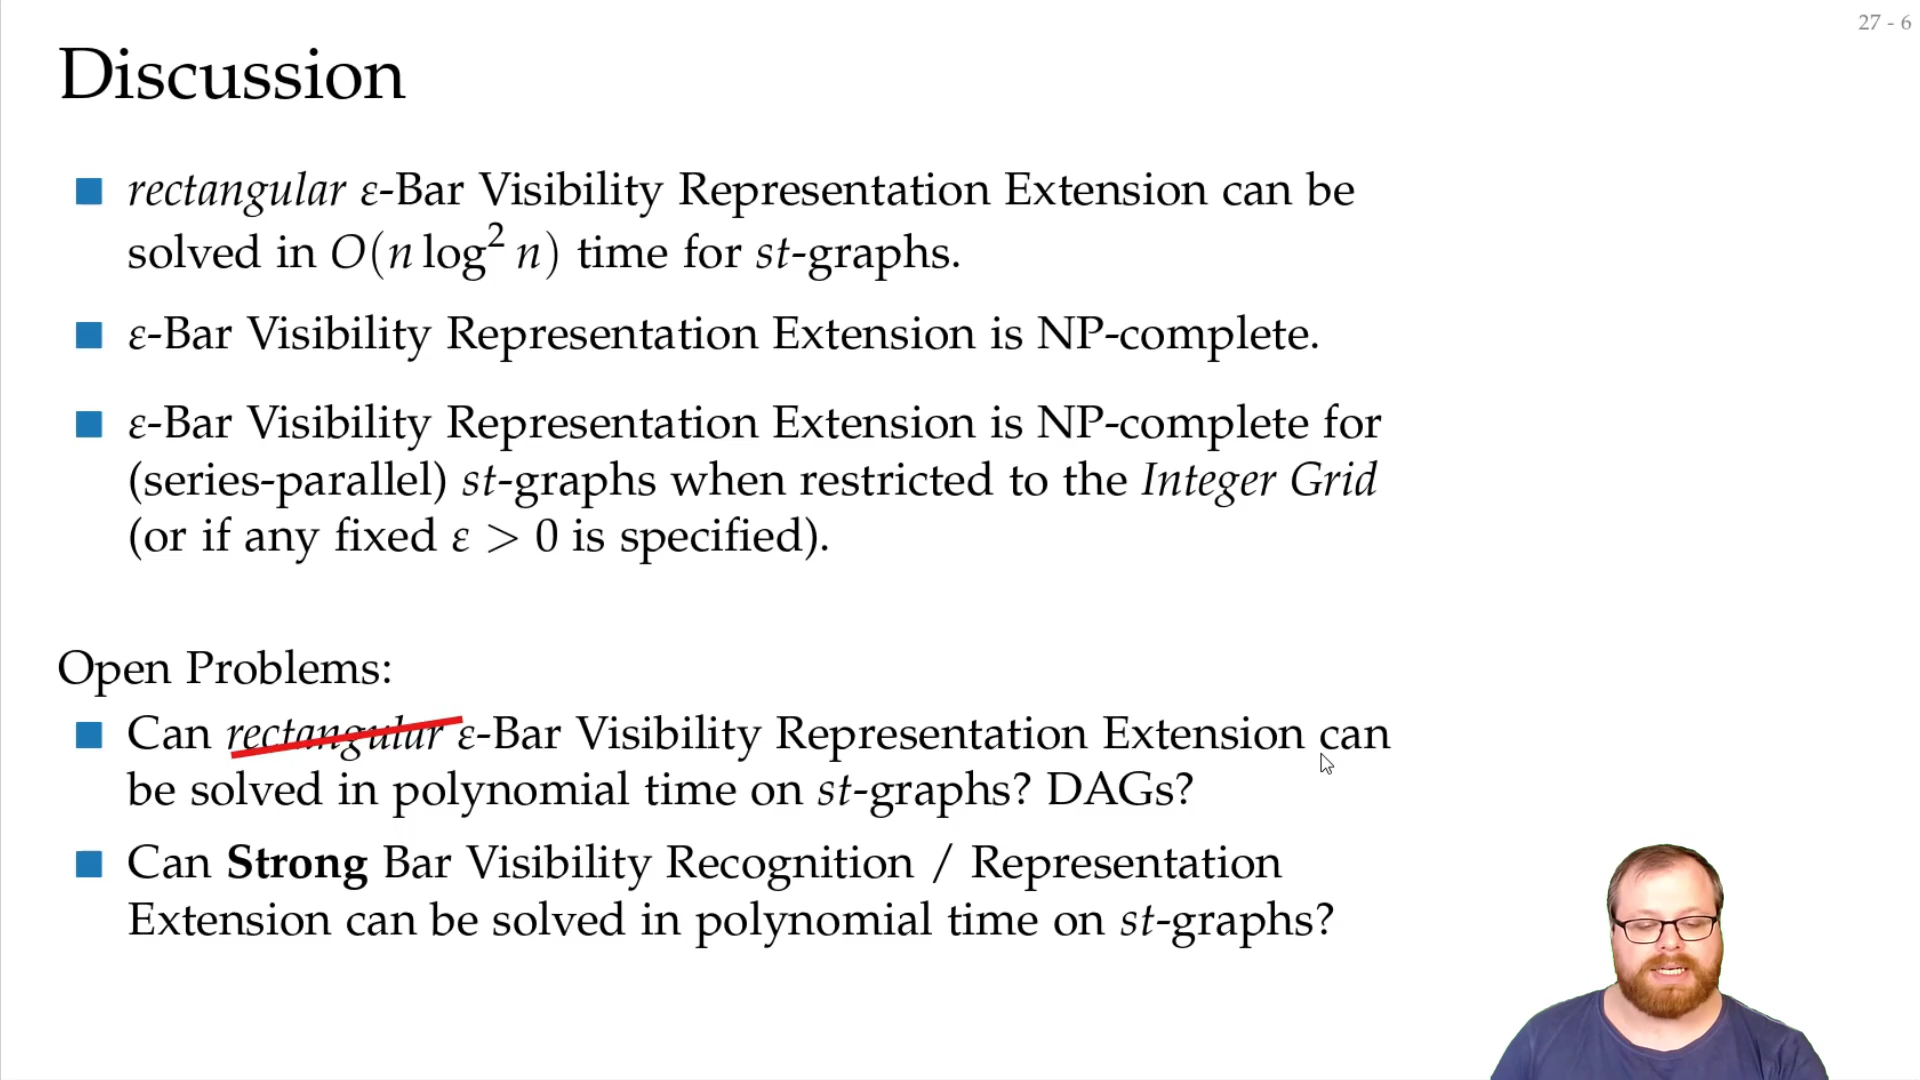 27 - 6
Discussion
rectangular ε-Bar Visibility Representation Extension can be
solved in O(n log² n) time for st-graphs.
ε-Bar Visibility Representation Extension is NP-complete.
ε-Bar Visibility Representation Extension is NP-complete for
(series-parallel) st-graphs when restricted to the Integer Grid
(or if any fixed ε > 0 is specified).
Open Problems:
Can rectangular ε-Bar Visibility Representation Extension can
be solved in polynomial time on st-graphs? DAGs?
Can Strong Bar Visibility Recognition / Representation
Extension can be solved in polynomial time on st-graphs?